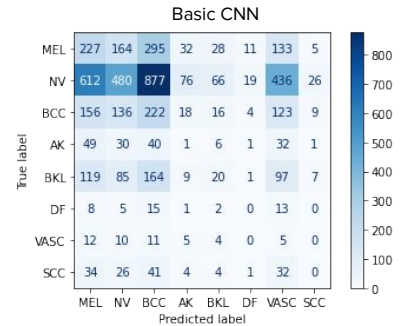 Basic CNN
MEL 227 164 295 32 28 11 133 5
NV 612 480 877 76 66 19 436 26
BCC 156 136 222 18 16 4 123 9
AK 49 30 40 1 6 1 32 1
BKL 119 85 164 9 20 1 97 7
DF 8 5 15 1 2 0 13 0
VASC 12 10 11 5 4 0 5 0
SCC 34 26 41 4 4 1 32 0
MEL NV BCC AK BKL DF VASC SCC
Predicted label
True label
800
700
600
500
400
300
200
100
0